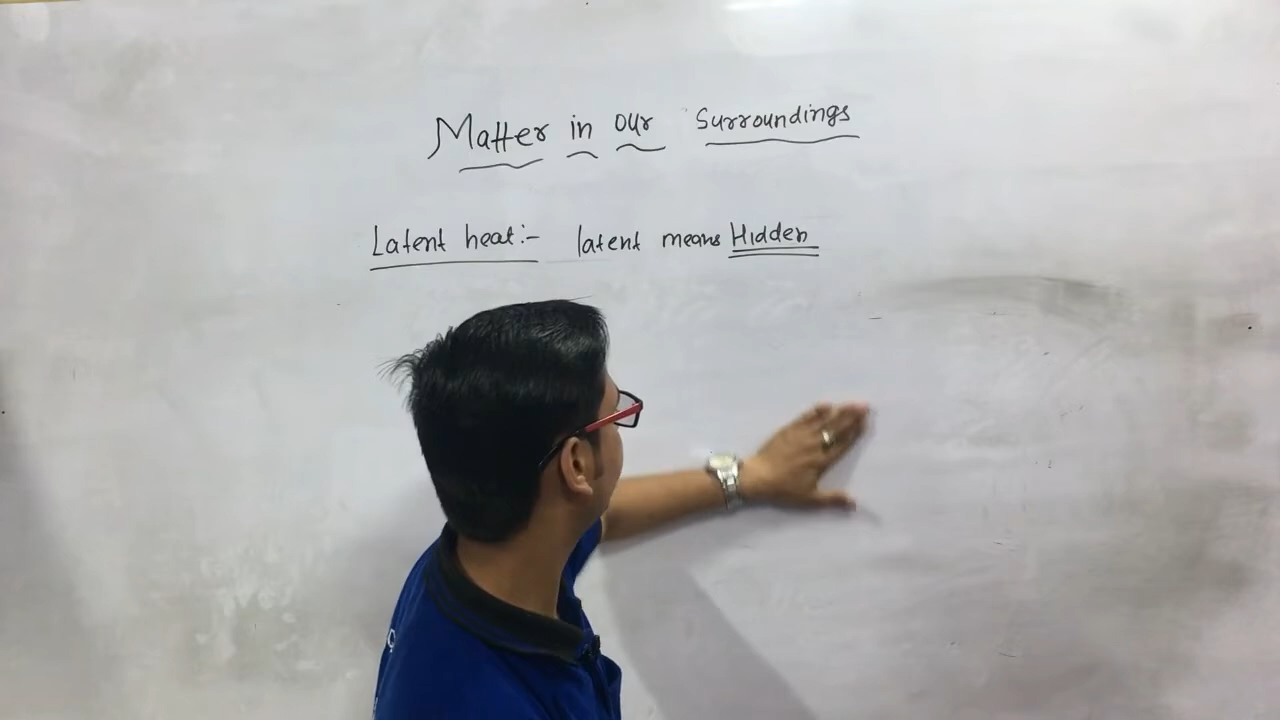 Matter in our Surroundings
Latent heat:- latent means Hidden